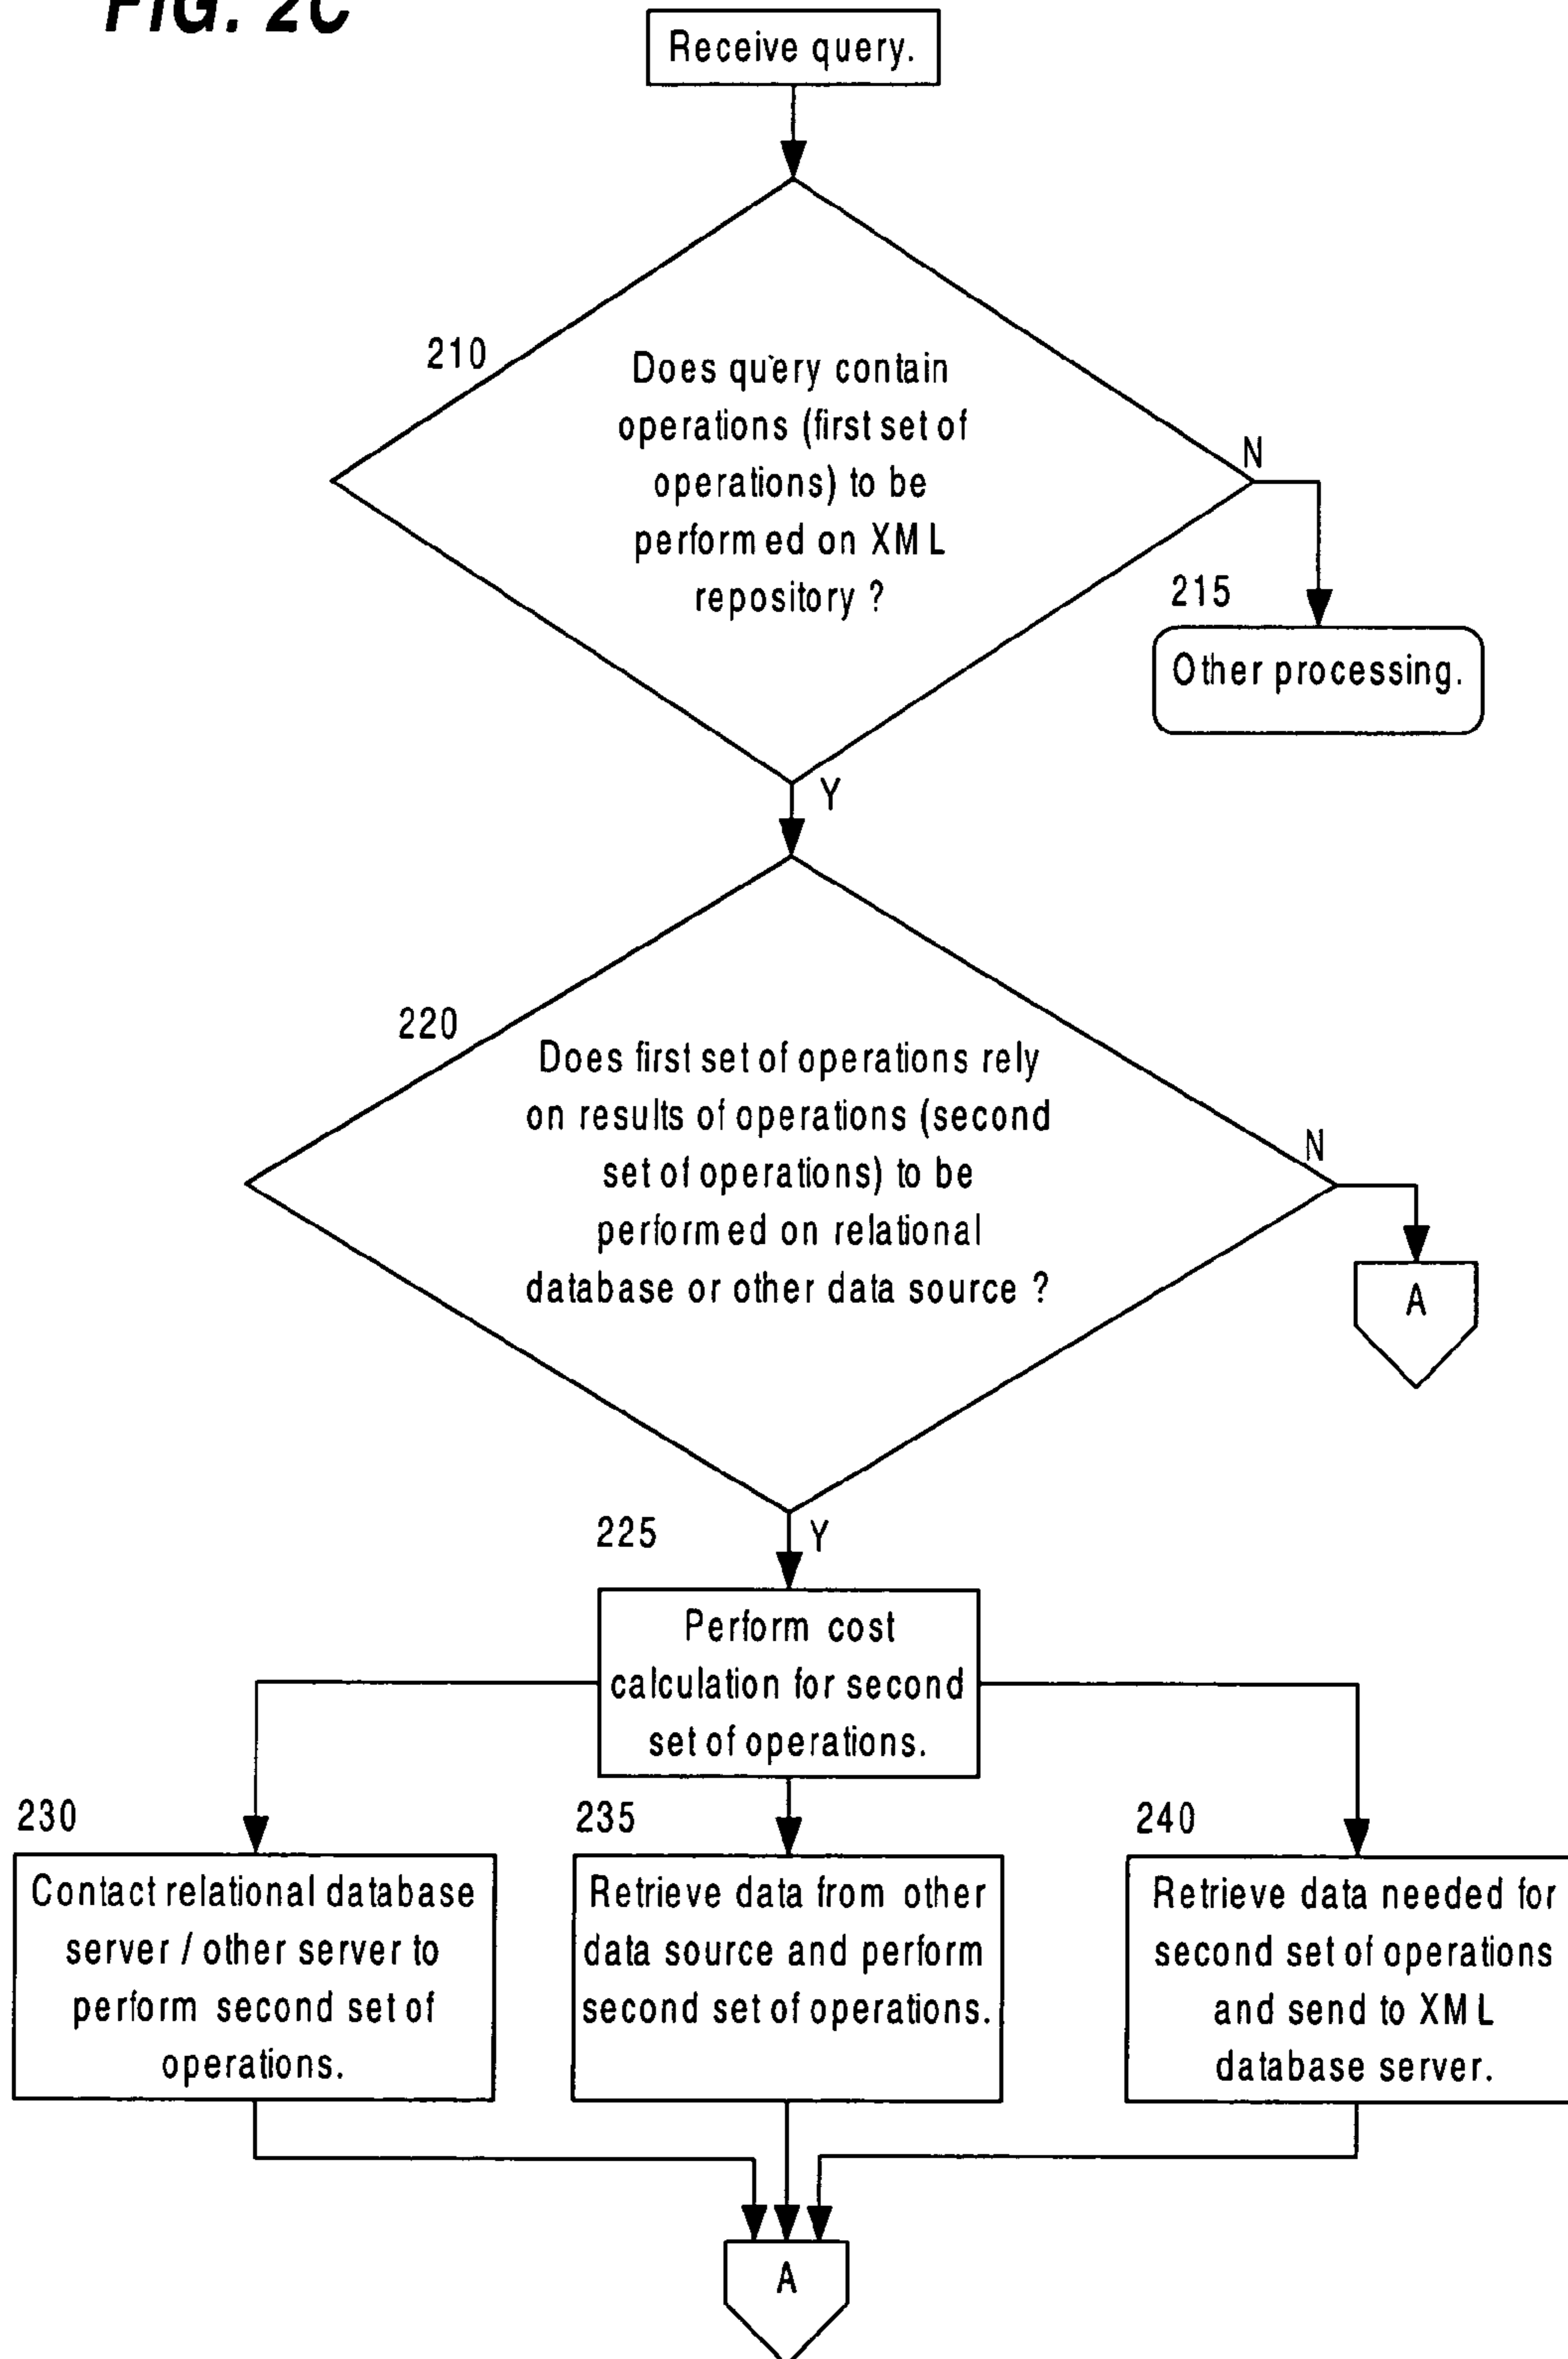 FIG. 2C
Receive query.
210
Does query contain
operations (first set of
operations) to be
performed on XML
repository ?
N
215
Other processing.
Y
220
Does first set of operations rely
on results of operations (second
set of operations) to be
performed on relational
database or other data source ?
N
A
Y
225
Perform cost
calculation for second
set of operations.
230
Contact relational database
server / other server to
perform second set of
operations.
235
Retrieve data from other
data source and perform
second set of operations.
240
Retrieve data needed for
second set of operations
and send to XML
database server.
A